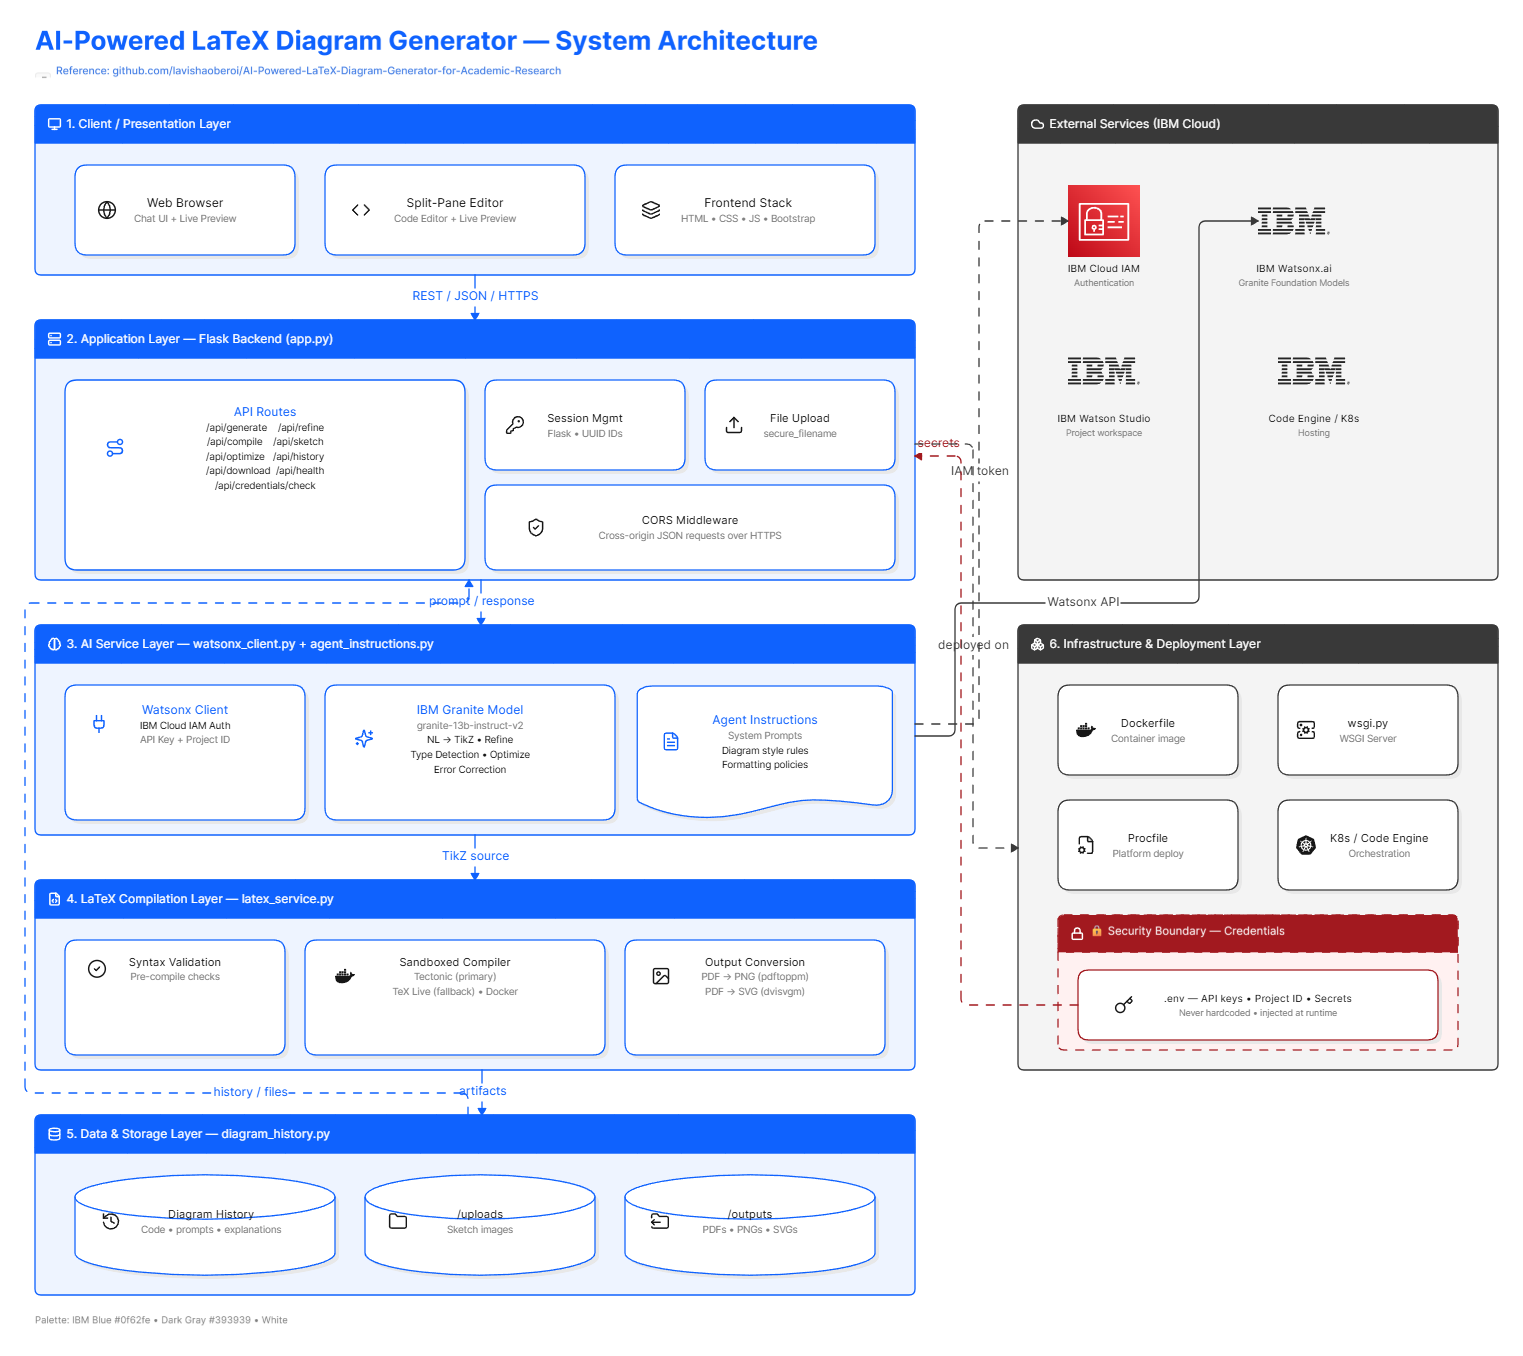 AI-Powered LaTeX Diagram Generator — System Architecture
Reference: github.com/lavishaoberoi/AI-Powered-LaTeX-Diagram-Generator-for-Academic-Research
1. Client / Presentation Layer
Web Browser
Chat UI + Live Preview
Split-Pane Editor
Code Editor + Live Preview
Frontend Stack
HTML • CSS • JS • Bootstrap
REST / JSON / HTTPS
2. Application Layer — Flask Backend (app.py)
API Routes
/api/generate /api/refine
/api/compile /api/sketch
/api/optimize /api/history
/api/download /api/health
/api/credentials/check
Session Mgmt
Flask • UUID IDs
File Upload
secure_filename
CORS Middleware
Cross-origin JSON requests over HTTPS
prompt / response
3. AI Service Layer — watsonx_client.py + agent_instructions.py
Watsonx Client
IBM Cloud IAM Auth
API Key + Project ID
IBM Granite Model
granite-13b-instruct-v2
NL → TikZ • Refine
Type Detection • Optimize
Error Correction
Agent Instructions
System Prompts
Diagram style rules
Formatting policies
TikZ source
4. LaTeX Compilation Layer — latex_service.py
Syntax Validation
Pre-compile checks
Sandboxed Compiler
Tectonic (primary)
TeX Live (fallback) • Docker
Output Conversion
PDF → PNG (pdftoppm)
PDF → SVG (dvisvgm)
history / files
artifacts
5. Data & Storage Layer — diagram_history.py
Diagram History
Code • prompts • explanations
/uploads
Sketch images
/outputs
PDFs • PNGs • SVGs
Palette: IBM Blue #0f62fe • Dark Gray #393939 • White
secrets
IAM token
deployed on
Watsonx API
External Services (IBM Cloud)
IBM Cloud IAM
Authentication
IBM
IBM Watsonx.ai
Granite Foundation Models
IBM
IBM Watson Studio
Project workspace
IBM
Code Engine / K8s
Hosting
6. Infrastructure & Deployment Layer
Dockerfile
Container image
wsgi.py
WSGI Server
Procfile
Platform deploy
K8s / Code Engine
Orchestration
🔒 Security Boundary — Credentials
.env — API keys • Project ID • Secrets
Never hardcoded • injected at runtime